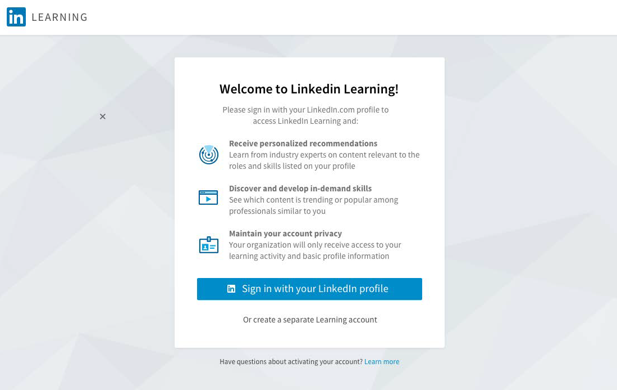 in LEARNING
Welcome to Linkedin Learning!
Please sign in with your LinkedIn.com profile to
access LinkedIn Learning and:
Receive personalized recommendations
Learn from industry experts on content relevant to the
roles and skills listed on your profile
Discover and develop in-demand skills
See which content is trending or popular among
professionals similar to you
Maintain your account privacy
Your organization will only receive access to your
learning activity and basic profile information
in Sign in with your LinkedIn profile
Or create a separate Learning account
Have questions about activating your account? Learn more